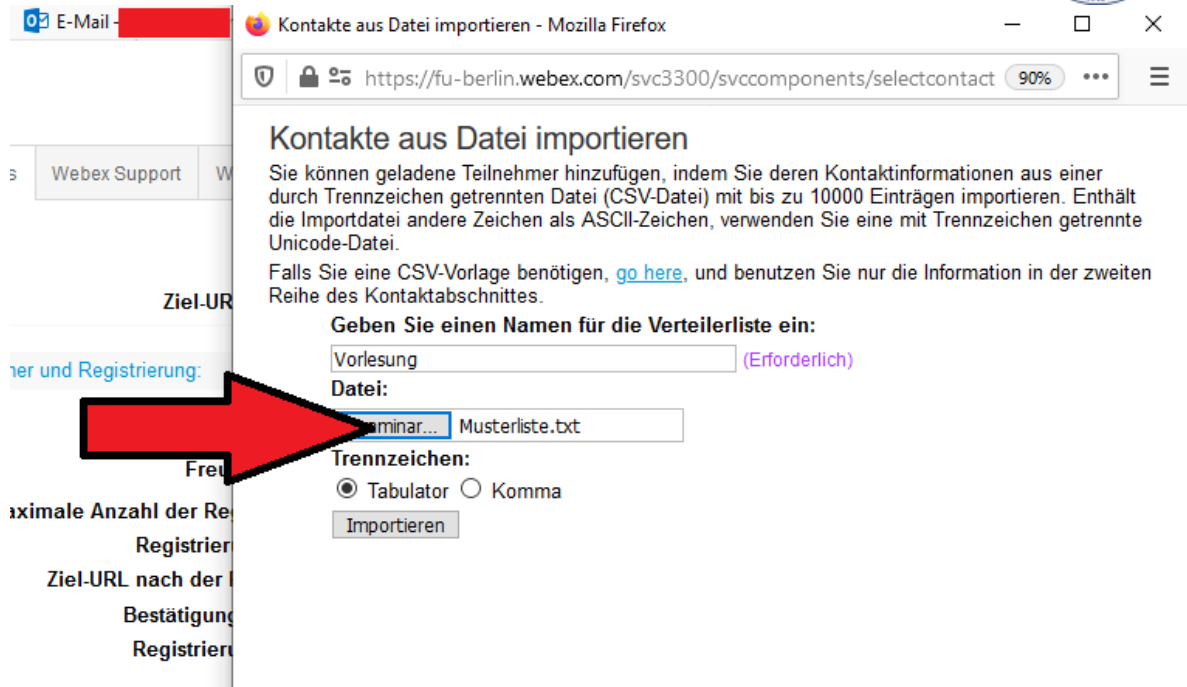 E-Mail -
Kontakte aus Datei importieren - Mozilla Firefox
https://fu-berlin.webex.com/svc3300/svccomponents/selectcontact 90%
Webex Support
Kontakte aus Datei importieren
Sie können geladene Teilnehmer hinzufügen, indem Sie deren Kontaktinformationen aus einer
durch Trennzeichen getrennten Datei (CSV-Datei) mit bis zu 10000 Einträgen importieren. Enthält
die Importdatei andere Zeichen als ASCII-Zeichen, verwenden Sie eine mit Trennzeichen getrennte
Unicode-Datei.
Falls Sie eine CSV-Vorlage benötigen, go here, und benutzen Sie nur die Information in der zweiten
Reihe des Kontaktabschnittes.
Ziel-UR
Geben Sie einen Namen für die Verteilerliste ein:
Vorlesung (Erforderlich)
ner und Registrierung:
Datei:
aminar... Musterliste.txt
Trennzeichen:
Freu
Tabulator Komma
aximale Anzahl der Re
Importieren
Registrier
Ziel-URL nach der
Bestätigung
Registrier